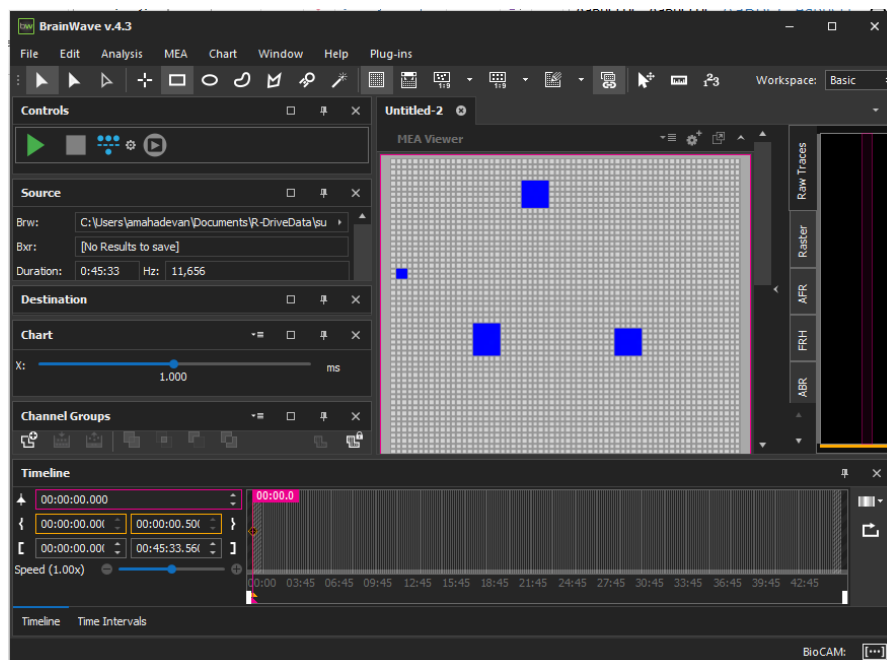 BrainWave v.4.3
File Edit Analysis MEA Chart Window Help Plug-ins
1:9 1:9 123 Workspace: Basic
Controls
Untitled-2
MEA Viewer
Source
Brw: C:\Users\amahadevan\Documents\R-DriveData\su
Bxr: [No Results to save]
Duration: 0:45:33 Hz: 11,656
Destination
Chart
X: 1.000 ms
Channel Groups
Raw Traces
Raster
AFR
FRH
ABR
Timeline
00:00:00.000
00:00.0
{ 00:00:00.00( 00:00:00.50( }
[ 00:00:00.00( 00:45:33.56( ]
Speed (1.00x)
00:00 03:45 06:45 09:45 12:45 15:45 18:45 21:45 24:45 27:45 30:45 33:45 36:45 39:45 42:45
Timeline Time Intervals
BioCAM: [···]